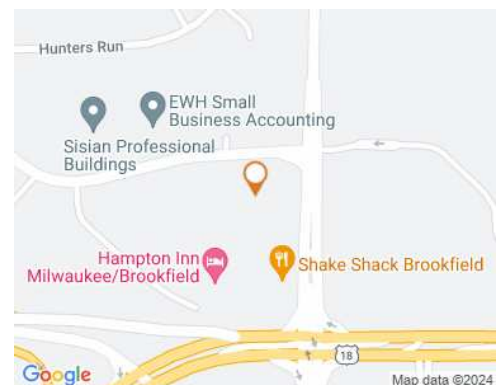 Hunters Run
EWH Small
Business Accounting
Sisian Professional
Buildings
Hampton Inn
Milwaukee/Brookfield
Shake Shack Brookfield
18
Google
Map data ©2024